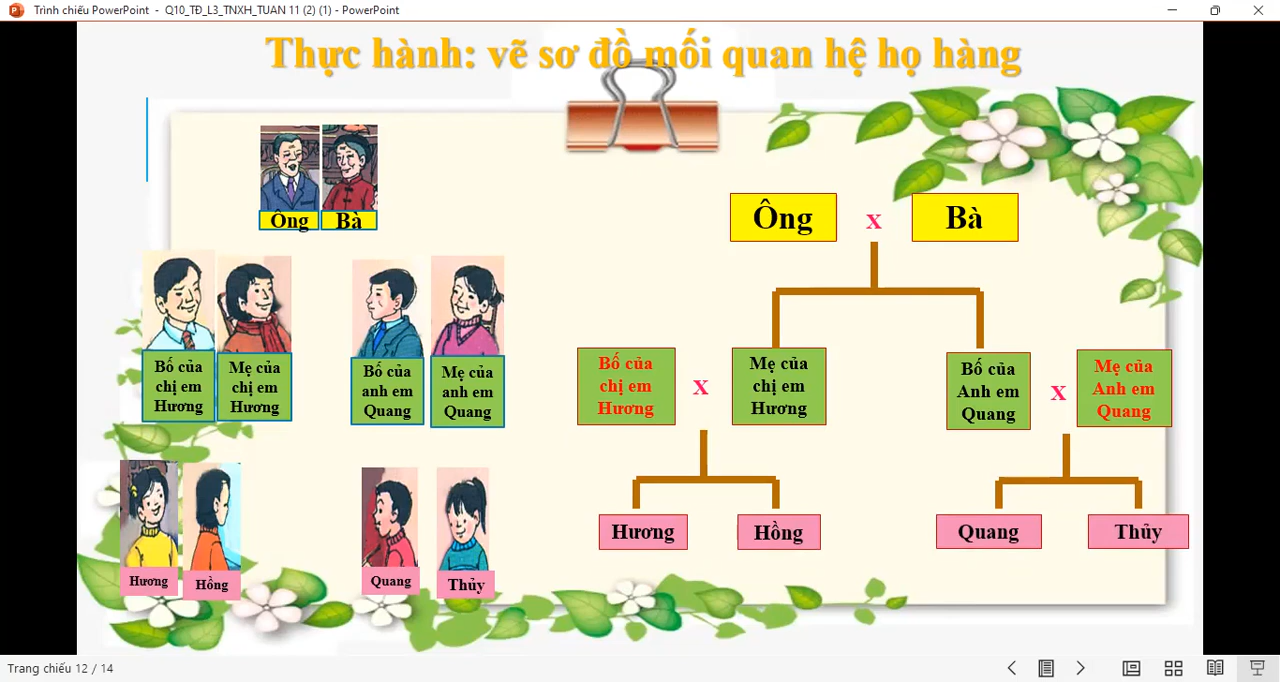 Trình chiếu PowerPoint - Q10_TĐ_L3_TNXH_TUAN 11 (2) (1) - PowerPoint
Thực hành: vẽ sơ đồ mối quan hệ họ hàng
Ông
Bà
Bố của
chị em
Hương
Mẹ của
chị em
Hương
Bố của
anh em
Quang
Mẹ của
anh em
Quang
Hương
Hồng
Quang
Thủy
Ông
x
Bà
Bố của
chị em
Hương
x
Mẹ của
chị em
Hương
Bố của
Anh em
Quang
x
Mẹ của
Anh em
Quang
Hương
Hồng
Quang
Thủy
Trang chiếu 12 / 14